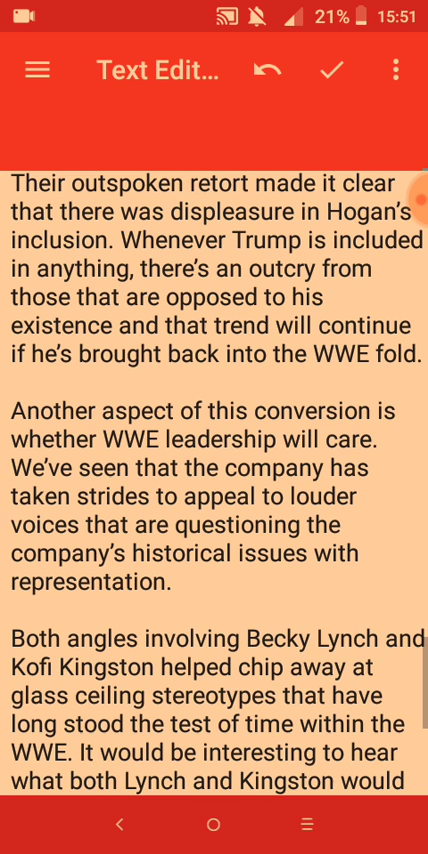 21% 15:51
Text Edit...
Their outspoken retort made it clear
that there was displeasure in Hogan’s
inclusion. Whenever Trump is included
in anything, there’s an outcry from
those that are opposed to his
existence and that trend will continue
if he’s brought back into the WWE fold.
Another aspect of this conversion is
whether WWE leadership will care.
We’ve seen that the company has
taken strides to appeal to louder
voices that are questioning the
company’s historical issues with
representation.
Both angles involving Becky Lynch and
Kofi Kingston helped chip away at
glass ceiling stereotypes that have
long stood the test of time within the
WWE. It would be interesting to hear
what both Lynch and Kingston would